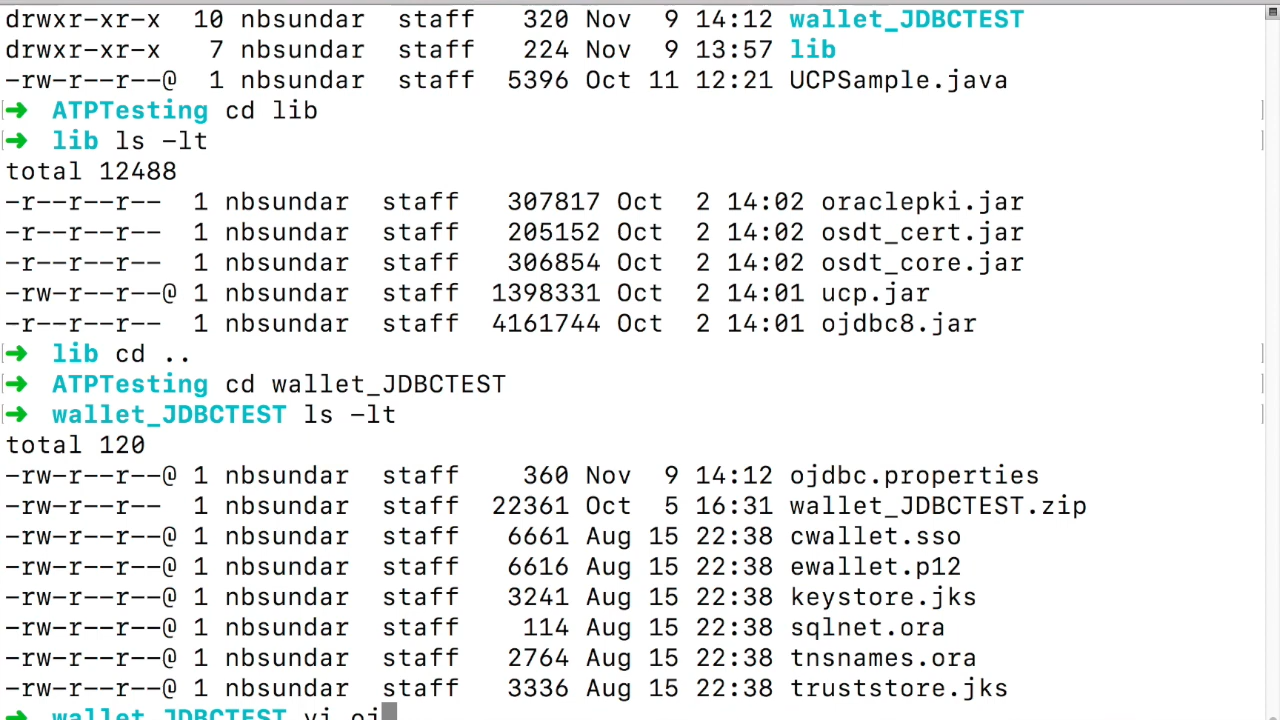 drwxr-xr-x  10 nbsundar  staff      320 Nov  9 14:12 wallet_JDBCTEST
drwxr-xr-x   7 nbsundar  staff      224 Nov  9 13:57 lib
-rw-r--r--@  1 nbsundar  staff     5396 Oct 11 12:21 UCPSample.java
➜  ATPTesting cd lib
➜  lib ls -lt
total 12488
-r--r--r--  1 nbsundar  staff   307817 Oct  2 14:02 oraclepki.jar
-r--r--r--  1 nbsundar  staff   205152 Oct  2 14:02 osdt_cert.jar
-r--r--r--  1 nbsundar  staff   306854 Oct  2 14:02 osdt_core.jar
-rw-r--r--@ 1 nbsundar  staff  1398331 Oct  2 14:01 ucp.jar
-r--r--r--  1 nbsundar  staff  4161744 Oct  2 14:01 ojdbc8.jar
➜  lib cd ..
➜  ATPTesting cd wallet_JDBCTEST
➜  wallet_JDBCTEST ls -lt
total 120
-rw-r--r--@ 1 nbsundar  staff    360 Nov  9 14:12 ojdbc.properties
-rw-r--r--  1 nbsundar  staff  22361 Oct  5 16:31 wallet_JDBCTEST.zip
-rw-r--r--@ 1 nbsundar  staff   6661 Aug 15 22:38 cwallet.sso
-rw-r--r--@ 1 nbsundar  staff   6616 Aug 15 22:38 ewallet.p12
-rw-r--r--@ 1 nbsundar  staff   3241 Aug 15 22:38 keystore.jks
-rw-r--r--@ 1 nbsundar  staff    114 Aug 15 22:38 sqlnet.ora
-rw-r--r--@ 1 nbsundar  staff   2764 Aug 15 22:38 tnsnames.ora
-rw-r--r--@ 1 nbsundar  staff   3336 Aug 15 22:38 truststore.jks
➜  wallet_JDBCTEST vi oj